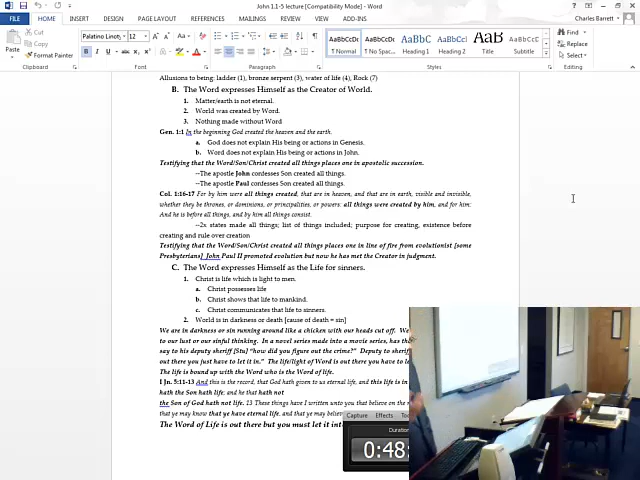 John 1.1-5 lecture [Compatibility Mode] - Word
FILE HOME INSERT DESIGN PAGE LAYOUT REFERENCES MAILINGS REVIEW VIEW ADD-INS
Charles Barrett
Paste
Cut
Copy
Format Painter
Clipboard
Palatino Linot
12
Font
Paragraph
AaBbCcDc AaBbCcDc AaBbC AaBbCc AaB AaBbCcC
¶ Normal ¶ No Spac... Heading 1 Heading 2 Title Subtitle
Styles
Find
Replace
Select
Editing
Allusions to being: ladder (1), bronze serpent (3), water of life (4), Rock (7)
B. The Word expresses Himself as the Creator of World.
1. Matter/earth is not eternal.
2. World was created by Word.
3. Nothing made without Word
Gen. 1:1 In the beginning God created the heaven and the earth.
a. God does not explain His being or actions in Genesis.
b. Word does not explain His being or actions in John.
Testifying that the Word/Son/Christ created all things places one in apostolic succession.
--The apostle John confesses Son created all things.
--The apostle Paul confesses Son created all things.
Col. 1:16-17 For by him were all things created, that are in heaven, and that are in earth, visible and invisible,
whether they be thrones, or dominions, or principalities, or powers: all things were created by him, and for him:
And he is before all things, and by him all things consist.
--2x states made all things; list of things included; purpose for creating, existence before
creating and rule over creation
Testifying that the Word/Son/Christ created all things places one in line of fire from evolutionist [some
Presbyterians] John Paul II promoted evolution but now he has met the Creator in judgment.
C. The Word expresses Himself as the Life for sinners.
1. Christ is life which is light to men.
a. Christ possesses life
b. Christ shows that life to mankind.
c. Christ communicates that life to sinners.
2. World is in darkness or death [cause of death = sin]
We are in darkness or sin running around like a chicken with our heads cut off. We
to our lust or our sinful thinking. In a novel series made into a movie series, has th
say to his deputy sheriff [Stu] "how did you figure out the crime?" Deputy to sherif
out there you just have to let it in." The life/light of Word is out there you have to le
The life is bound up with the Word who is the Word of life.
I Jn. 5:11-13 And this is the record, that God hath given to us eternal life, and this life is in
hath the Son hath life; and he that hath not
the Son of God hath not life. 13 These things have I written unto you that believe on the
that ye may know that ye have eternal life, and that ye may believe
The Word of Life is out there but you must let it int
Capture Effects
Duration
0:48